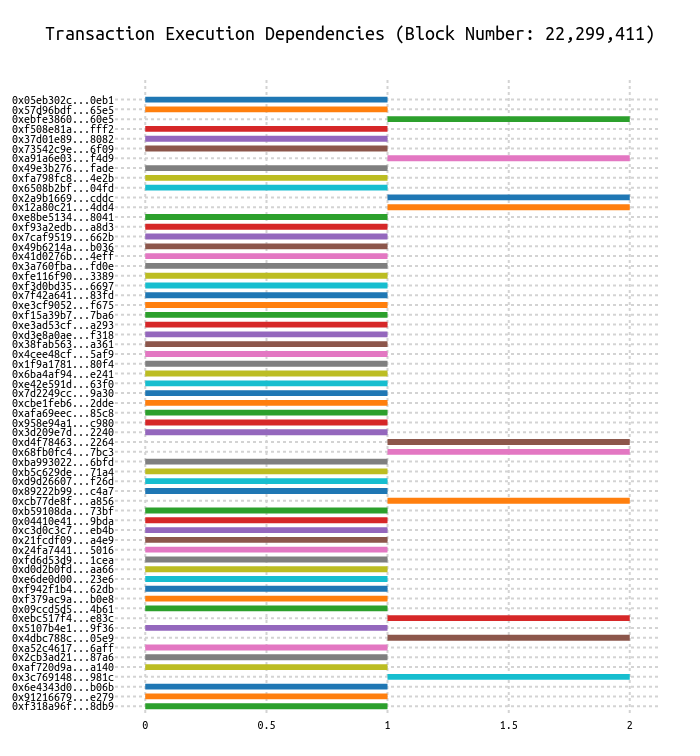 Transaction Execution Dependencies (Block Number: 22,299,411)
0x05eb302c...0eb1
0x57d96bdf...65e5
0xebfe3860...60e5
0xf508e81a...fff2
0x37d01e89...8082
0x73542c9e...6f09
0xa91a6e03...f4d9
0x49e3b276...fade
0xfa798fc8...4e2b
0x6508b2bf...04fd
0x2a9b1669...cddc
0x12a80c21...4dd4
0xe8be5134...8041
0xf93a2edb...a8d3
0x7caf9519...662b
0x49b6214a...b036
0x41d0276b...4eff
0x3a760fba...fd0e
0xfe116f90...3389
0xf3d0bd35...6697
0x7f42a641...83fd
0xe3cf9052...f675
0xf15a39b7...7ba6
0xe3ad53cf...a293
0xd3e8a0ae...f318
0x38fab563...a361
0x4cee48cf...5af9
0x1f9a1781...80f4
0x6ba4af94...e241
0xe42e591d...63f0
0x7d2249cc...9a30
0xcbe1feb6...2dde
0xafa69eec...85c8
0x958e94a1...c980
0x3d209e7d...2240
0xd4f78463...2264
0x68fb0fc4...7bc3
0xba993022...6bfd
0xb5c629de...71a4
0xd9d26607...f26d
0x89222b99...c4a7
0xcb77de8f...a856
0xb59108da...73bf
0x04410e41...9bda
0xc3d0c3c7...eb4b
0x21fcdf09...a4e9
0x24fa7441...5016
0xfd6d53d9...1cea
0xd0d2b0fd...aa66
0xe6de0d00...23e6
0xf942f1b4...62db
0xf379ac9a...b0e8
0x09ccd5d5...4b61
0xebc517f4...e83c
0x5107b4e1...9f36
0x4dbc788c...05e9
0xa52c4617...6aff
0x2cb3ad21...87a6
0xaf720d9a...a140
0x3c769148...981c
0x6e4343d0...b06b
0x91216679...e279
0xf318a96f...8db9
0 0.5 1 1.5 2